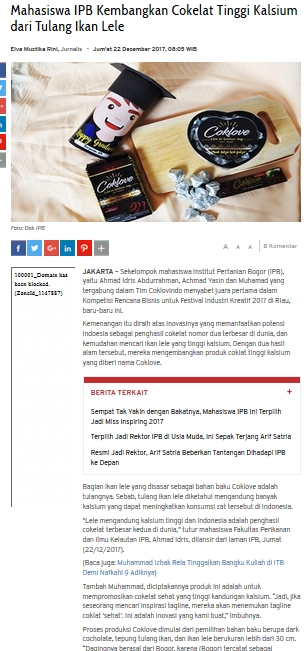 Mahasiswa IPB Kembangkan Cokelat Tinggi Kalsium
dari Tulang Ikan Lele
Elva Mustika Rini, Jurnalis - Jum'at 22 Desember 2017, 08:05 WIB
Coklove
Happy Graduation
Coklove
Coklove
Foto: Dok IPB
A A A
0 Komentar
100001_Domain has
been blocked.
(ZoneId_1147887)
JAKARTA – Sekelompok mahasiswa Institut Pertanian Bogor (IPB),
yaitu Ahmad Idris Abdurrahman, Achmad Yasin dan Muhamad yang
tergabung dalam Tim Coklovindo menyabet juara pertama dalam
Kompetisi Rencana Bisnis untuk Festival Industri Kreatif 2017 di Riau,
baru-baru ini.
Kemenangan itu diraih atas inovasinya yang memanfaatkan potensi
Indoesia sebagai penghasil cokelat nomor dua terbesar di dunia, dan
kemudahan mencari ikan lele yang tinggi kalsium. Dengan dua hasil
alam tersebut, mereka mengembangkan produk coklat tinggi kalsium
yang diberi nama Coklove.
BERITA TERKAIT +
Sempat Tak Yakin dengan Bakatnya, Mahasiswa IPB Ini Terpilih
Jadi Miss Inspiring 2017
Terpilih Jadi Rektor IPB di Usia Muda, Ini Sepak Terjang Arif Satria
Resmi Jadi Rektor, Arif Satria Beberkan Tantangan Dihadapi IPB
ke Depan
Bagian ikan lele yang disasar sebagai bahan baku Coklove adalah
tulangnya. Sebab, tulang ikan lele diketahui mengandung banyak
kalsium yang dapat meningkatkan konsumsi zat tersebut di Indonesia.
"Lele mengandung kalsium tinggi dan Indonesia adalah penghasil
cokelat terbesar kedua di dunia," tutur mahasiswa Fakultas Perikanan
dan Ilmu Kelautan IPB, Ahmad Idris, dilansir dari laman IPB, Jumat
(22/12/2017).
(Baca juga: Muhammad Izhak Rela Tinggalkan Bangku Kuliah di ITB
Demi Nafkahi 9 Adiknya)
Tambah Muhammad, diciptakannya produk ini adalah untuk
mempromosikan cokelat sehat yang tinggi kandungan kalsium. "Jadi, jika
seseorang mencari inspirasi tagline, mereka akan menemukan tagline
coklat 'sehat'. Ini adalah inovasi yang kami buat," imbuhnya.
Proses produksi Coklove dimulai dari pemilihan bahan baku berupa dark
cocholate, tepung tulang ikan, dan ikan lele berukuran lebih dari 30 cm.
"Dagingnya berasal dari Bogor, karena (Bogor) tercatat sebagai